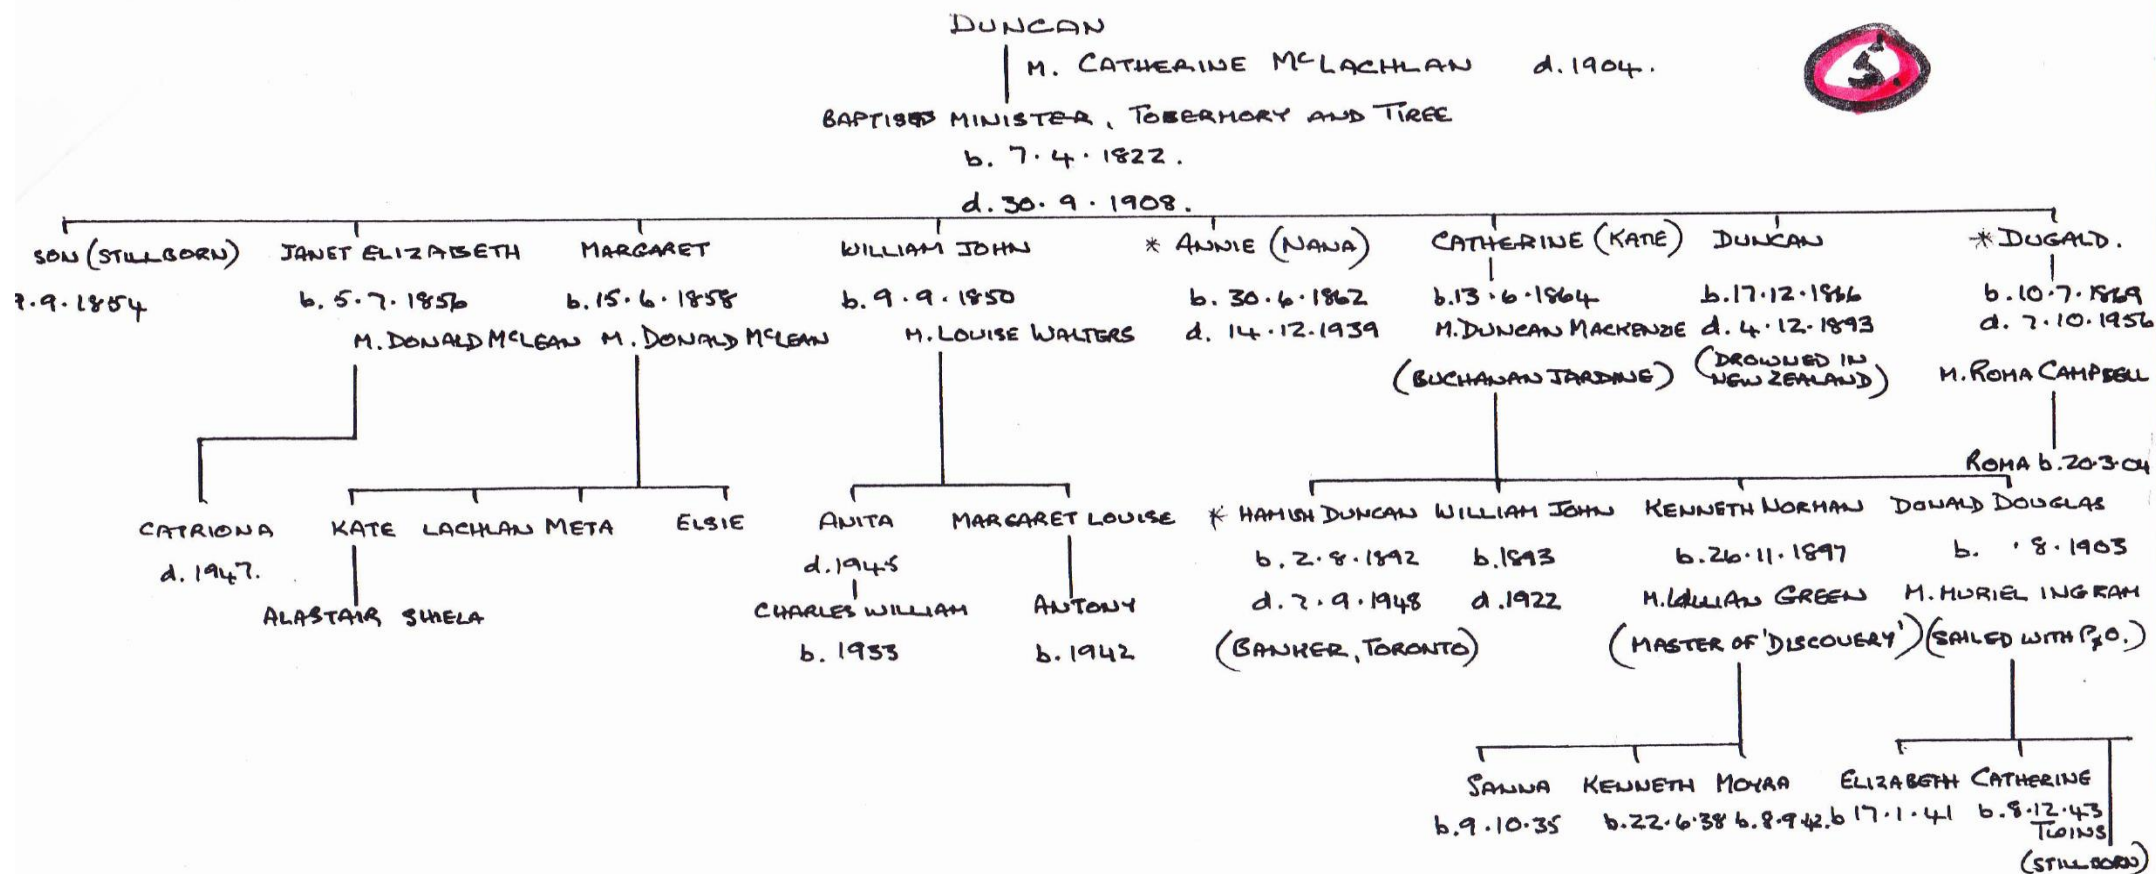 DUNCAN
M. CATHERINE McLACHLAN d. 1904.
5.
MINISTER, TOBERMORY AND TIREE
b. 7.4.1822.
d. 30.9.1908.
SON (STILLBORN) JANET ELIZABETH MARGARET WILLIAM JOHN * ANNIE (NANA) CATHERINE (KATE) DUNCAN * DUGALD.
.9.1854 b. 5.7.1856 b. 15.6.1858 b. 9.9.1850 b. 30.6.1862 b. 13.6.1864 b. 17.12.1866 b. 10.7.1869
M. DONALD McLEAN M. DONALD McLEAN M. LOUISE WALTERS d. 14.12.1939 M. DUNCAN MACKENZIE d. 4.12.1893 d. 7.10.1956
(BUCHANAN JARDINE) (DROWNED IN NEW ZEALAND) M. ROMA CAMPBELL
ROMA b. 20.3.04
CATRIONA KATE LACHLAN META ELSIE ANITA MARGARET LOUISE * HAMISH DUNCAN WILLIAM JOHN KENNETH NORMAN DONALD DOUGLAS
d. 1947. d. 1945 b. 2.8.1892 b. 1893 b. 26.11.1897 b. .8.1903
ALASTAIR SHIELA CHARLES WILLIAM ANTONY d. 2.9.1948 d. 1922 M. LILLIAN GREEN M. MURIEL INGRAM
b. 1933 b. 1942 (BANKER, TORONTO) (MASTER OF 'DISCOVERY') (SAILED WITH P&O.)
SANNA KENNETH MOYRA ELIZABETH CATHERINE
b. 9.10.35 b. 22.6.38 b. 8.9.42. b 17.1.41 b. 8.12.43
TWINS
(STILLBORN)